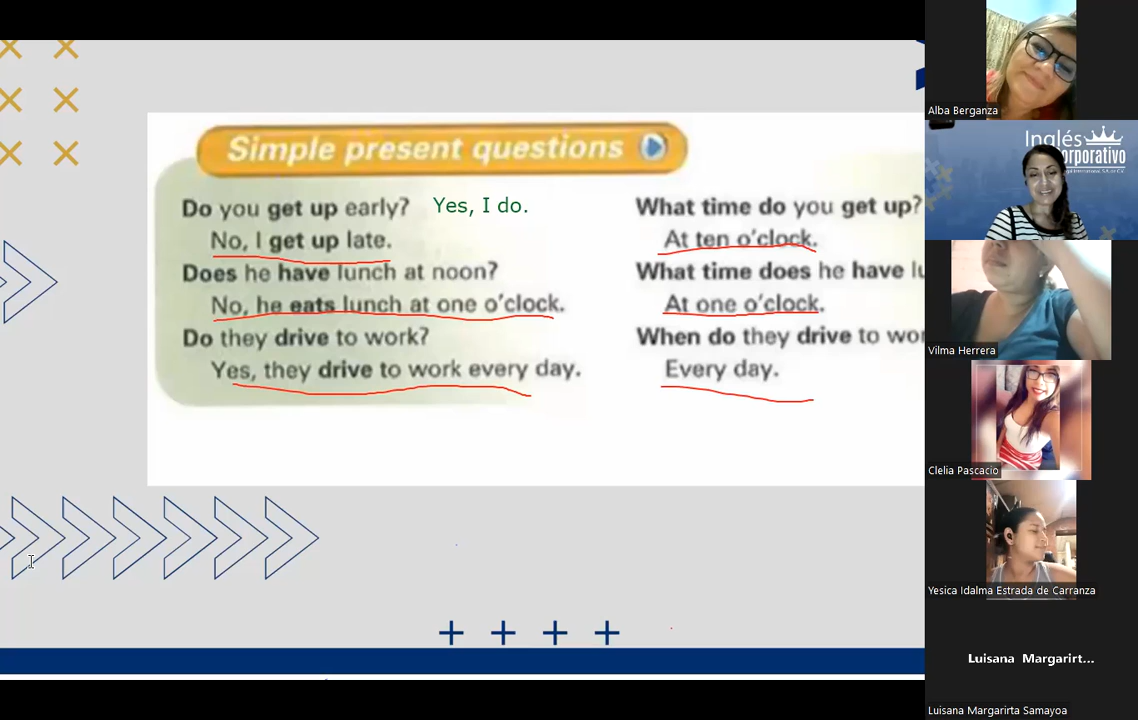 Simple present questions
Do you get up early? Yes, I do.
No, I get up late.
Does he have lunch at noon?
No, he eats lunch at one o'clock.
Do they drive to work?
Yes, they drive to work every day.
What time do you get up?
At ten o'clock.
What time does he have lu
At one o'clock.
When do they drive to wor
Every day.
Alba Berganza
Inglés
orporativo
Vilma Herrera
Clelia Pascacio
Yesica Idalma Estrada de Carranza
Luisana Margarirt...
Luisana Margarirta Samayoa